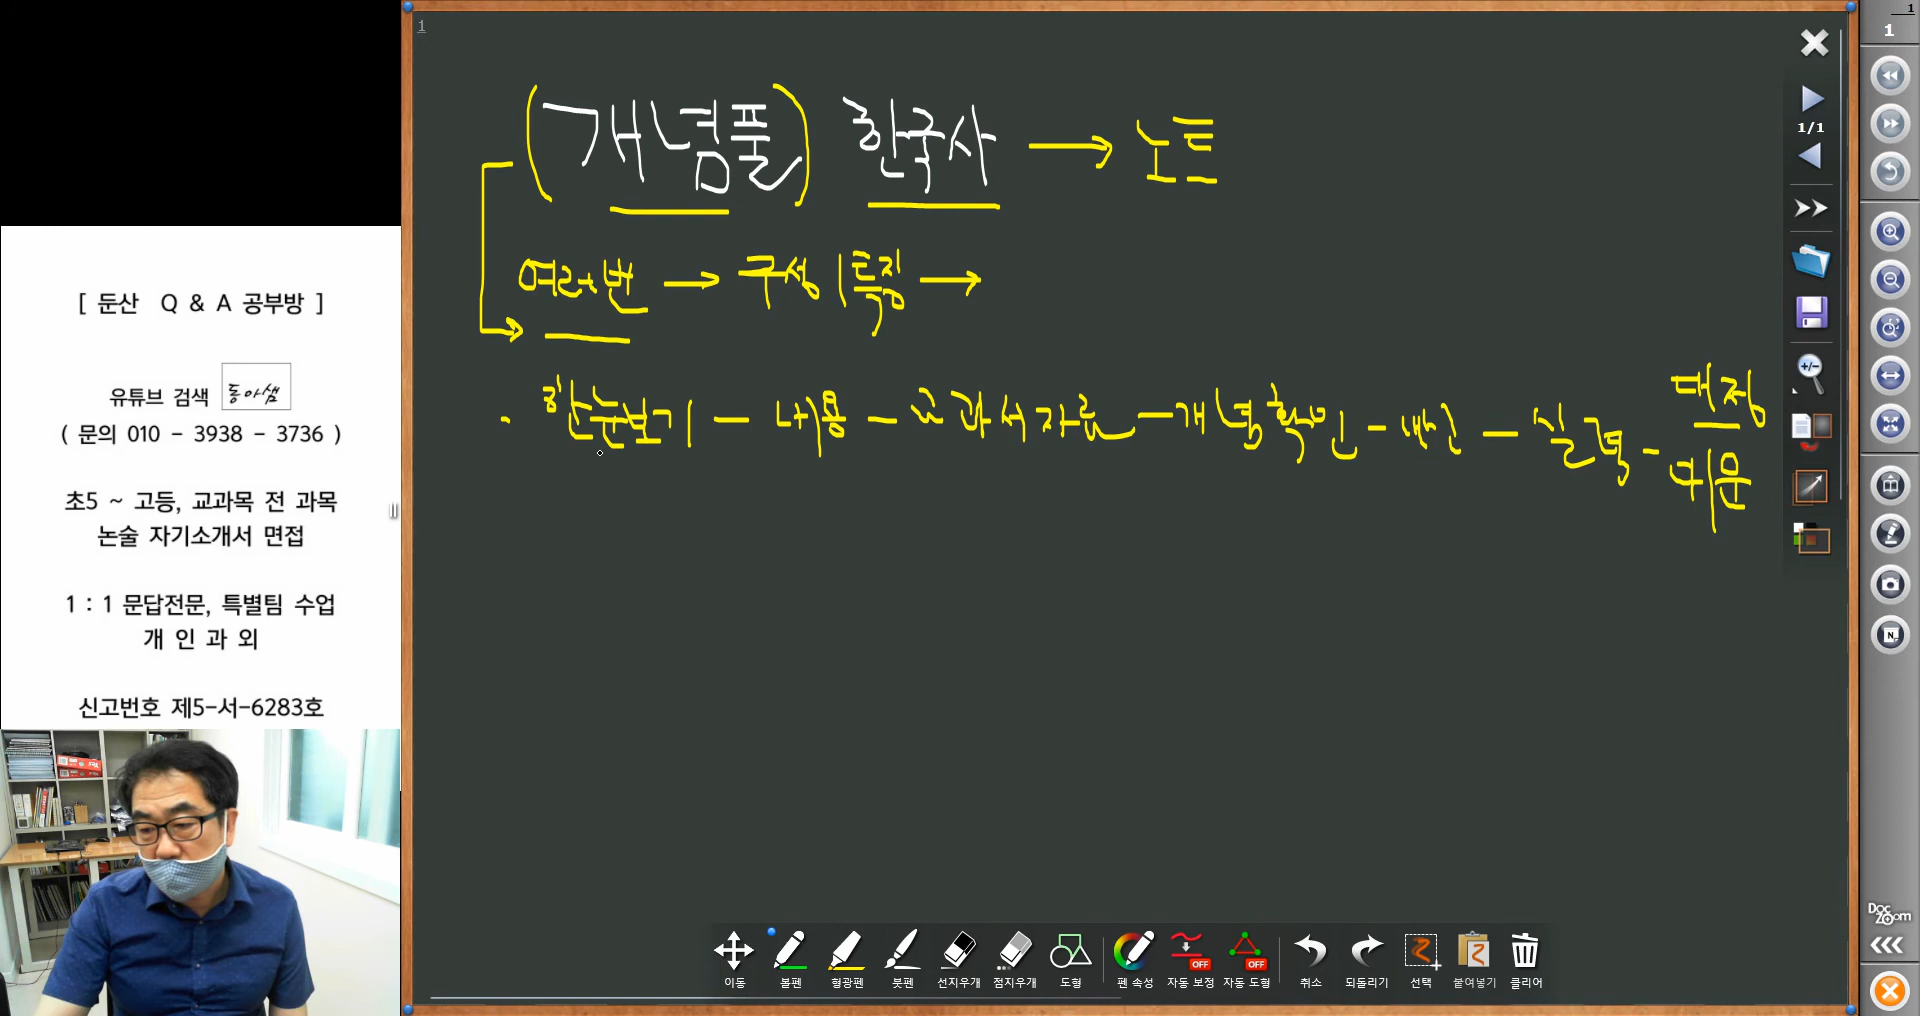 [ 둔산 Q & A 공부방 ]
유튜브 검색 동아샘
( 문의 010 - 3938 - 3736 )
초5 ~ 고등, 교과목 전 과목
논술 자기소개서 면접
1 : 1 문답전문, 특별팀 수업
개 인 과 외
신고번호 제5-서-6283호
1
(개념풀) 한국사 → 노트
여러번 → 구성 | 특징 →
· 한눈보기 - 내용 - 교과서자료 - 개념확인 - 내신 - 실력 - 대정
대문
1
1
1/1
Doc Zoom
이동 볼펜 형광펜 붓펜 선지우개 점지우개 도형 펜 속성 OFF 자동 보정 OFF 자동 도형 취소 되돌리기 선택 붙여넣기 클리어